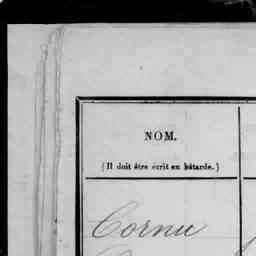 NOM.
(Il doit être écrit en bâtarde.)
Cornu